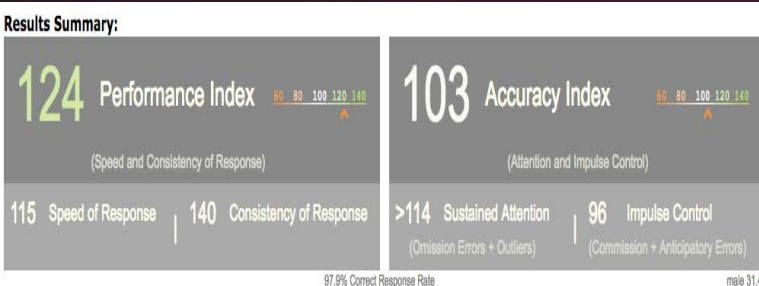 Results Summary:
124 Performance Index 60 80 100 120 140
(Speed and Consistency of Response)
115 Speed of Response | 140 Consistency of Response
103 Accuracy Index 60 80 100 120 140
(Attention and Impulse Control)
>114 Sustained Attention | 96 Impulse Control
(Omission Errors + Outliers) (Commission + Anticipatory Errors)
97.9% Correct Response Rate
male 31.4